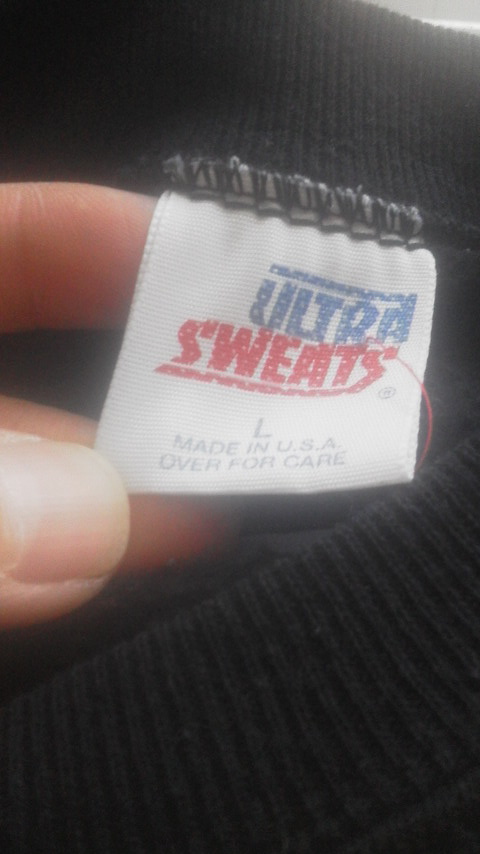 ULTRA
SWEATS®
L
MADE IN U.S.A.
OVER FOR CARE